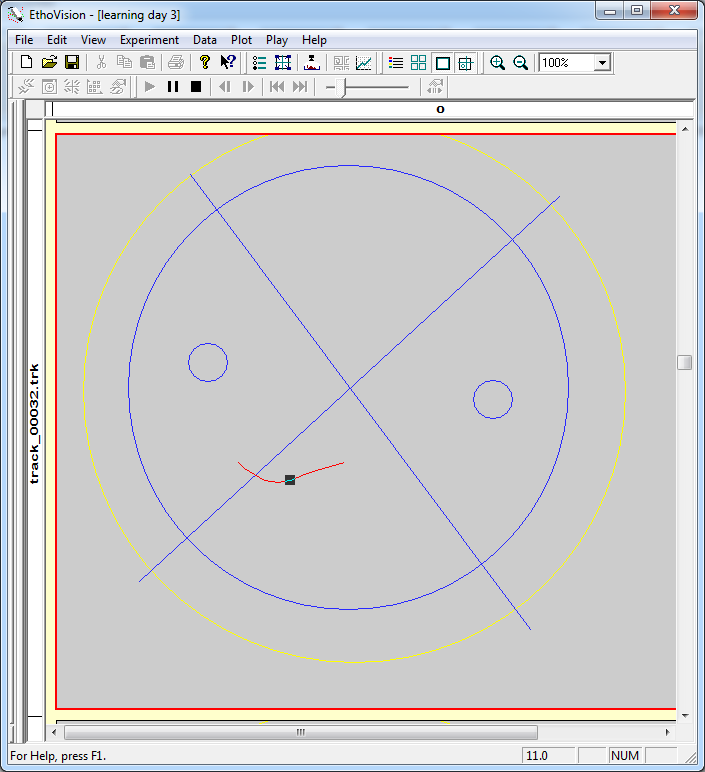 EthoVision - [learning day 3]
File Edit View Experiment Data Plot Play Help
100%
o
track_00032.trk
For Help, press F1.
11.0
NUM